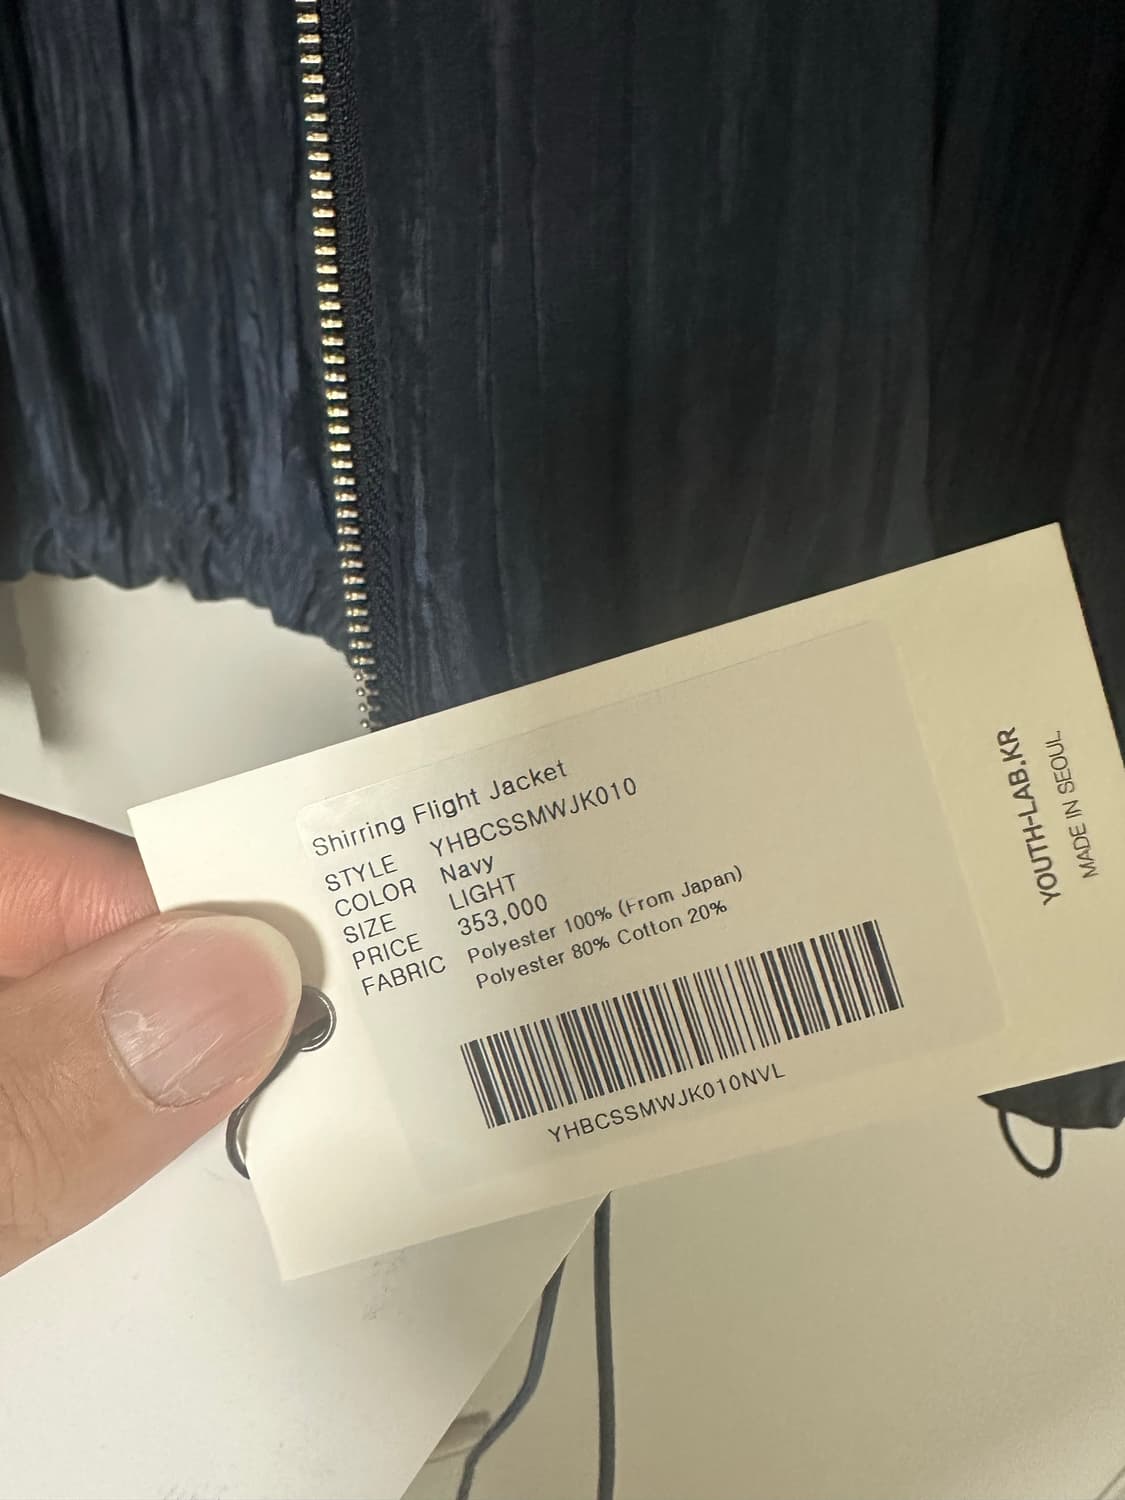 Shirring Flight Jacket
STYLE YHBCSSMWJK010
COLOR Navy
SIZE LIGHT
PRICE 353,000
FABRIC Polyester 100% (From Japan)
Polyester 80% Cotton 20%
YHBCSSMWJK010NVL
YOUTH-LAB.KR
MADE IN SEOUL